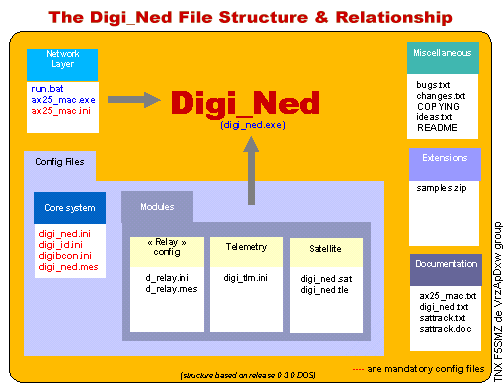 The Digi_Ned File Structure & Relationship
Network
Layer
run.bat
ax25_mac.exe
ax25_mac.ini
Digi_Ned
(digi_ned.exe)
Miscellaneous
bugs.txt
changes.txt
COPYING
ideas.txt
README
Config Files
Core system
digi_ned.ini
digi_id.ini
digibcon.ini
digi_ned.mes
Modules
« Relay »
config
d_relay.ini
d_relay.mes
Telemetry
digi_tlm.ini
Satellite
digi_ned.sat
digi_ned.tle
Extensions
samples.zip
Documentation
ax25_mac.txt
digi_ned.txt
sattrack.txt
sattrack.doc
---- are mandatory config files
(structure based on release 0-3.0 DOS)
TNX F5SMZ de VrzApDxw group